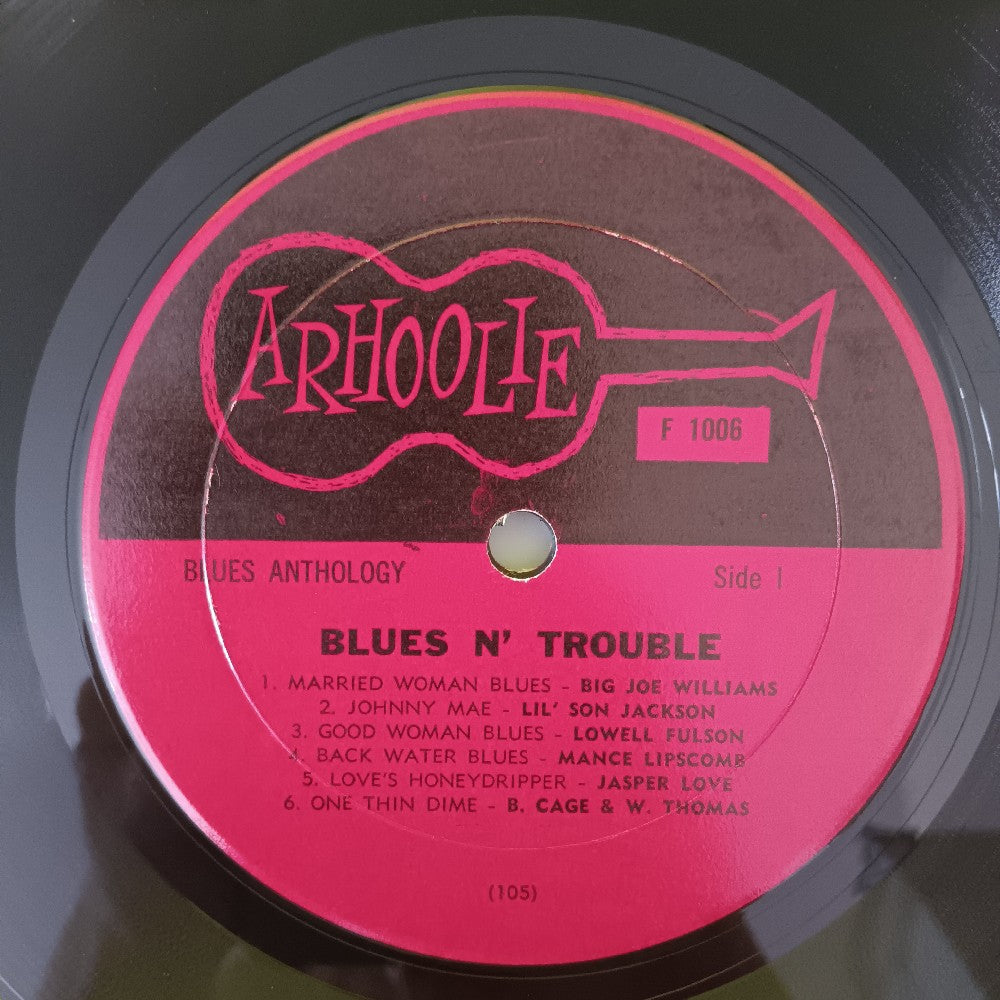 ARHOOLIE
F 1006
BLUES ANTHOLOGY
Side I
BLUES N' TROUBLE
1. MARRIED WOMAN BLUES - BIG JOE WILLIAMS
2. JOHNNY MAE - LIL' SON JACKSON
3. GOOD WOMAN BLUES - LOWELL FULSON
4. BACK WATER BLUES - MANCE LIPSCOMB
5. LOVE'S HONEYDRIPPER - JASPER LOVE
6. ONE THIN DIME - B. CAGE & W. THOMAS
(105)